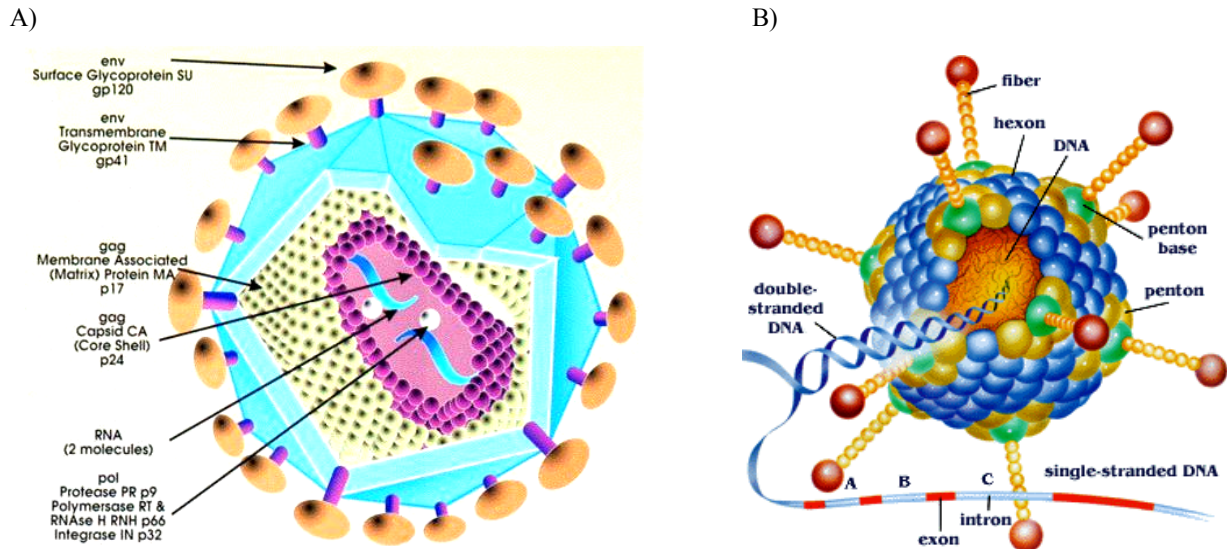 A)
B)
env
Surface Glycoprotein SU
gp120
env
Transmembrane
Glycoprotein TM
gp41
gag
Membrane Associated
(Matrix) Protein MA
p17
gag
Capsid CA
(Core Shell)
p24
RNA
(2 molecules)
pol
Protease PR p9
Polymersase RT &
RNAse H RNH p66
Integrase IN p32
fiber
hexon
DNA
penton
base
penton
double-
stranded
DNA
single-stranded DNA
A
B
C
intron
exon